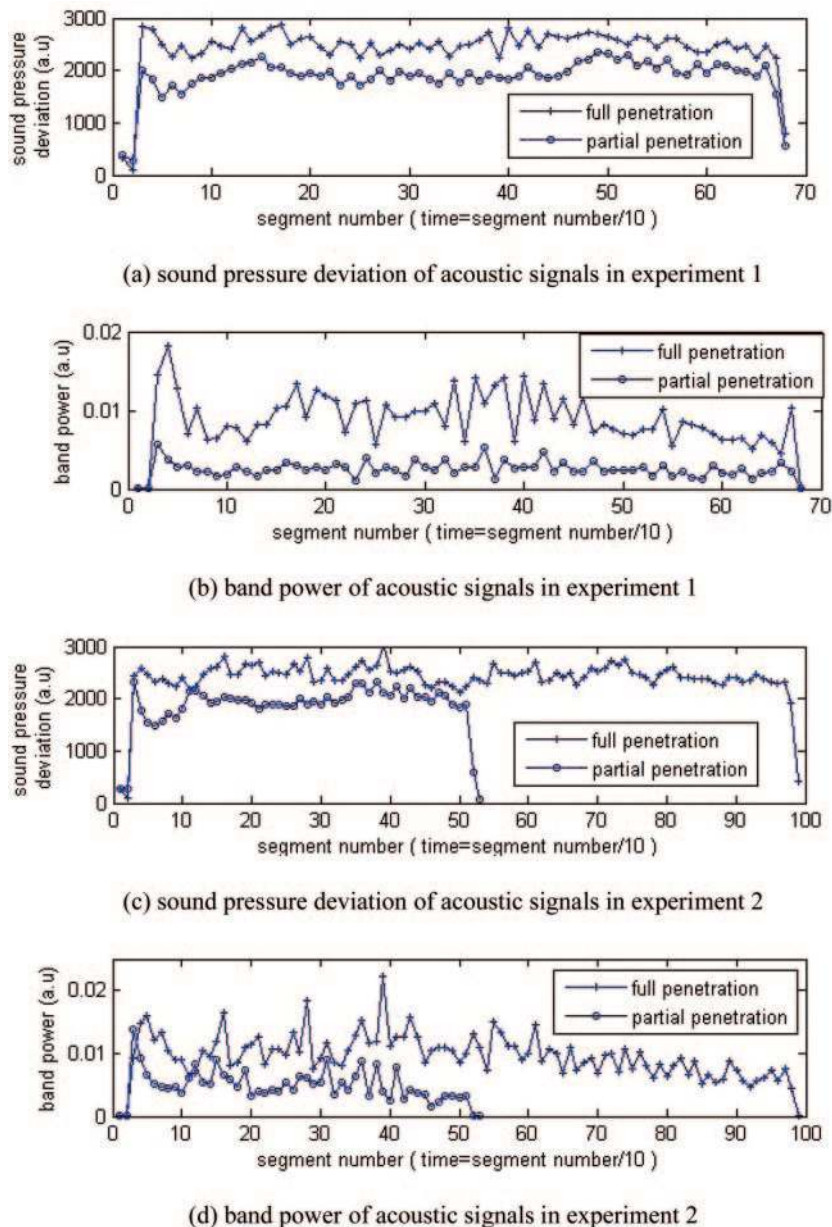 3000
2000
1000
0
sound pressure
deviation (a.u)
full penetration
partial penetration
0 10 20 30 40 50 60 70 80
segment number ( time=segment number/10 )
(a) sound pressure deviation of acoustic signals in experiment 1
0.02
0.01
0
band power (a.u)
full penetration
partial penetration
0 10 20 30 40 50 60 70
segment number ( time=segment number/10 )
(b) band power of acoustic signals in experiment 1
3000
2000
1000
0
sound pressure
deviation (a.u)
full penetration
partial penetration
0 10 20 30 40 50 60 70 80 90 100
segment number ( time=segment number/10 )
(c) sound pressure deviation of acoustic signals in experiment 2
0.02
0.01
0
band power (a.u)
full penetration
partial penetration
0 10 20 30 40 50 60 70 80 90 100
segment number ( time=segment number/10 )
(d) band power of acoustic signals in experiment 2